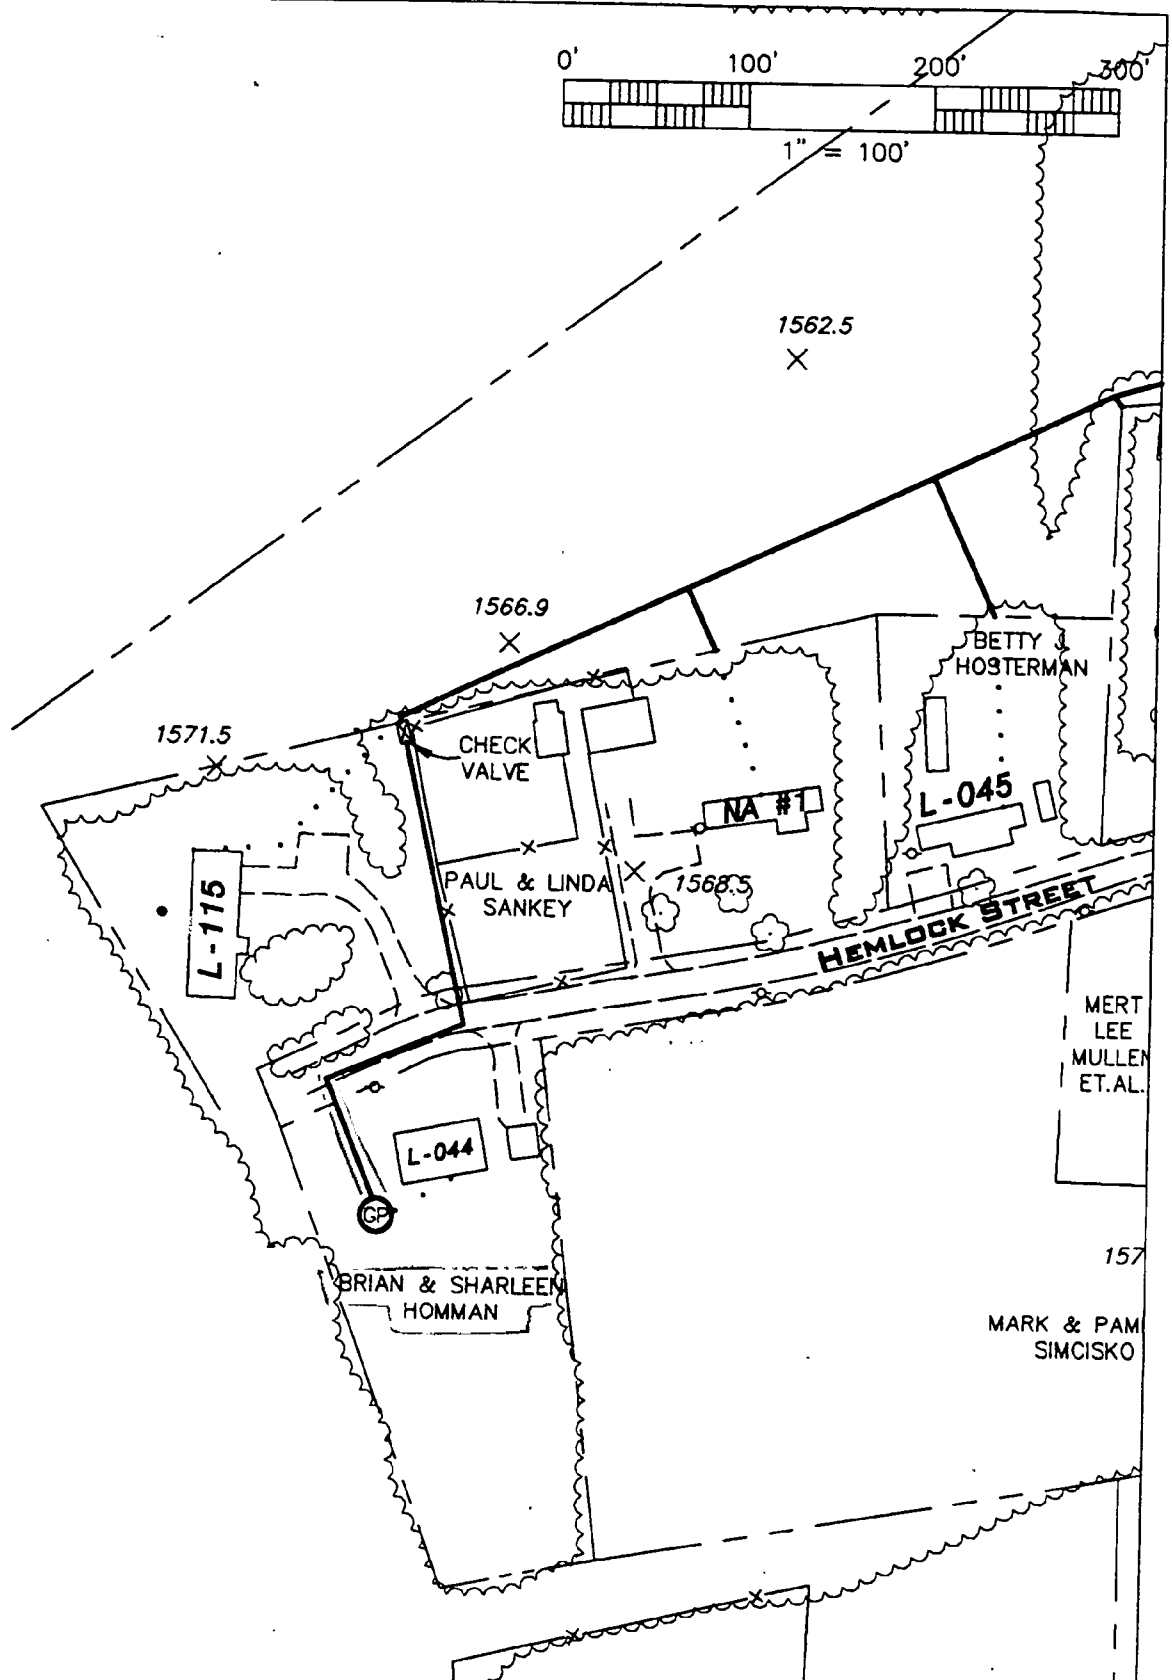 0' 100' 200' 300'
1" = 100'
1562.5
1566.9
1571.5
BETTY J.
HOSTERMAN
CHECK
VALVE
L-045
NA #1
L-115
PAUL & LINDA
SANKEY
1568.5
HEMLOCK STREET
MERT
LEE
MULLEN
ET.AL.
L-044
GP
157
BRIAN & SHARLEEN
HOMMAN
MARK & PAM
SIMCISKO